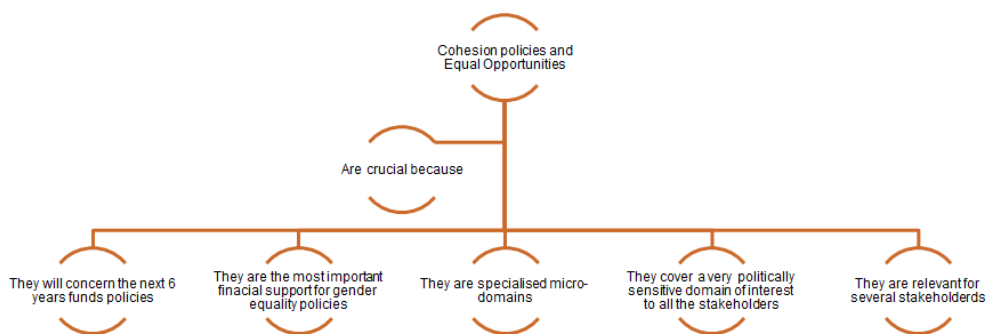 Cohesion policies and
Equal Opportunities
Are crucial because
They will concern the next 6
years funds policies
They are the most important
finacial support for gender
equality policies
They are specialised micro-
domains
They cover a very politically
sensitive domain of interest
to all the stakeholders
They are relevant for
several stakeholderds